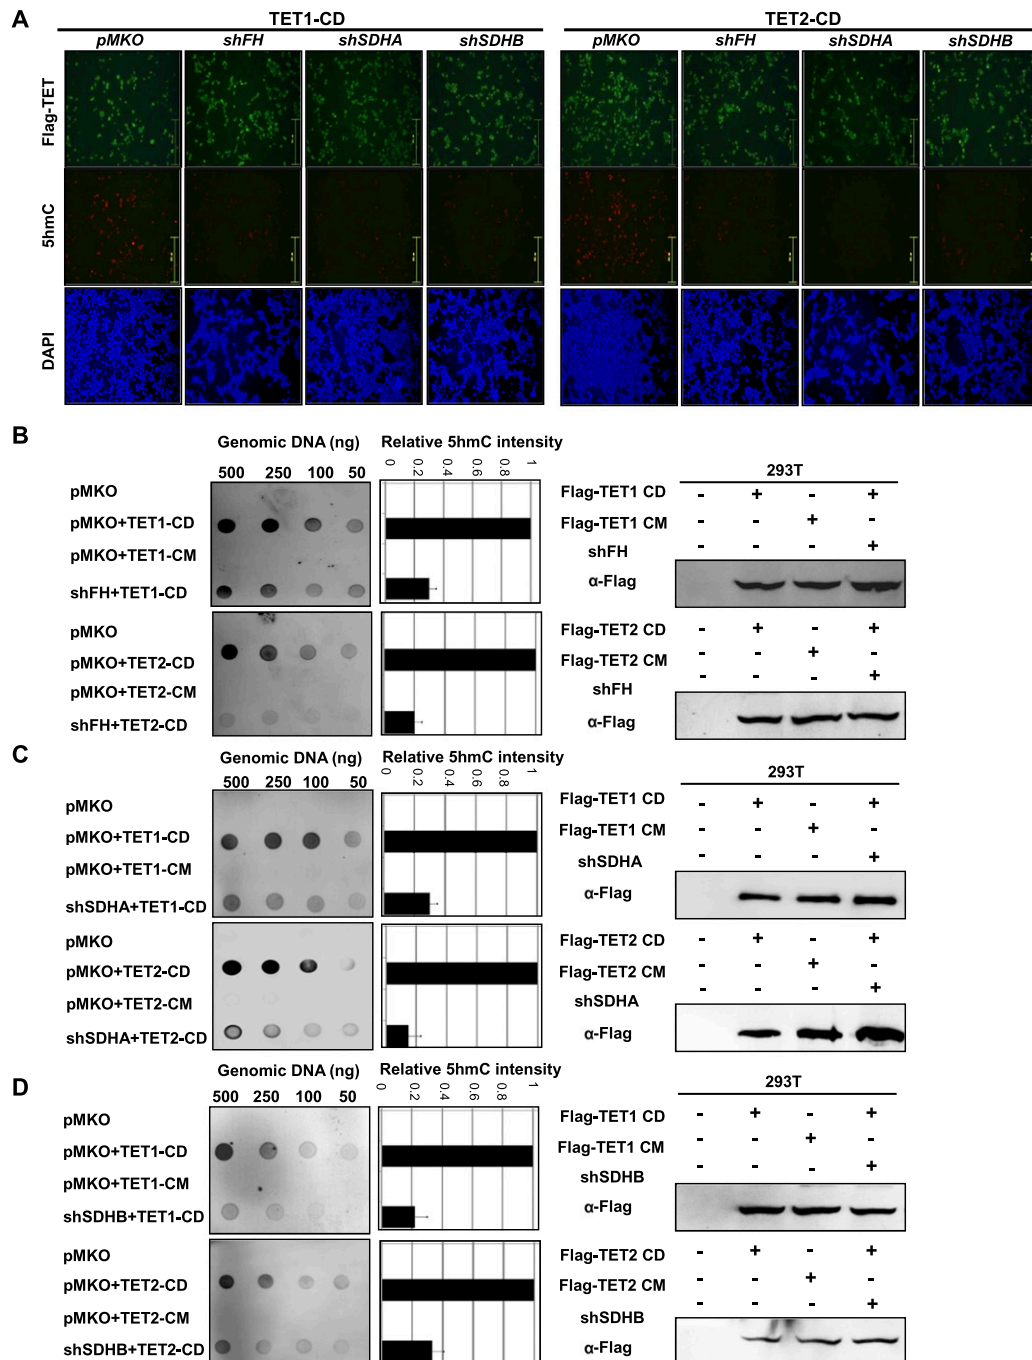 A
TET1-CD
TET2-CD
pMKO shFH shSDHA shSDHB
pMKO shFH shSDHA shSDHB
Flag-TET
5hmC
DAPI
B
Genomic DNA (ng)
500 250 100 50
Relative 5hmC intensity
0 0.2 0.4 0.6 0.8 1
pMKO
pMKO+TET1-CD
pMKO+TET1-CM
shFH+TET1-CD
pMKO
pMKO+TET2-CD
pMKO+TET2-CM
shFH+TET2-CD
293T
Flag-TET1 CD - + - +
Flag-TET1 CM - - + -
shFH - - - +
α-Flag
Flag-TET2 CD - + - +
Flag-TET2 CM - - + -
shFH - - - +
α-Flag
C
Genomic DNA (ng)
500 250 100 50
Relative 5hmC intensity
0 0.2 0.4 0.6 0.8 1
pMKO
pMKO+TET1-CD
pMKO+TET1-CM
shSDHA+TET1-CD
pMKO
pMKO+TET2-CD
pMKO+TET2-CM
shSDHA+TET2-CD
293T
Flag-TET1 CD - + - +
Flag-TET1 CM - - + -
shSDHA - - - +
α-Flag
Flag-TET2 CD - + - +
Flag-TET2 CM - - + -
shSDHA - - - +
α-Flag
D
Genomic DNA (ng)
500 250 100 50
Relative 5hmC intensity
0 0.2 0.4 0.6 0.8 1
pMKO
pMKO+TET1-CD
pMKO+TET1-CM
shSDHB+TET1-CD
pMKO
pMKO+TET2-CD
pMKO+TET2-CM
shSDHB+TET2-CD
293T
Flag-TET1 CD - + - +
Flag-TET1 CM - - + -
shSDHB - - - +
α-Flag
Flag-TET2 CD - + - +
Flag-TET2 CM - - + -
shSDHB - - - +
α-Flag